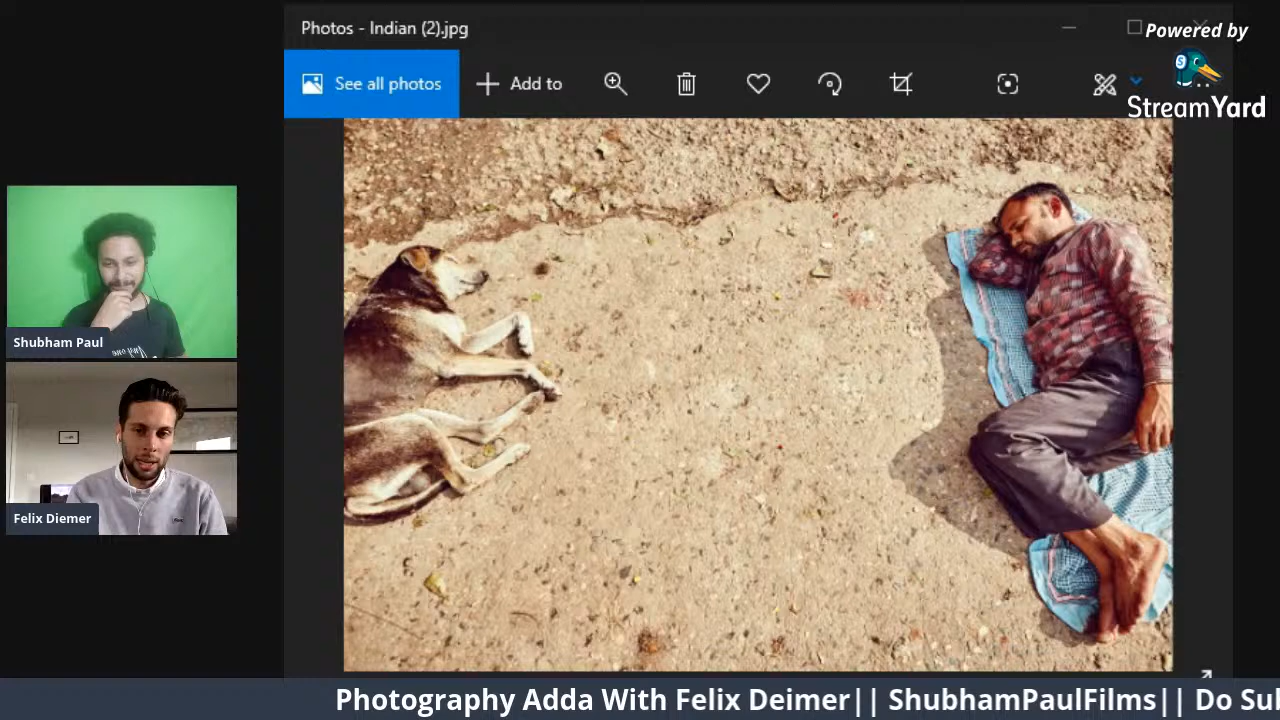 Photos - Indian (2).jpg
Powered by
See all photos
Add to
StreamYard
Shubham Paul
Felix Diemer
Photography Adda With Felix Deimer|| ShubhamPaulFilms|| Do Su